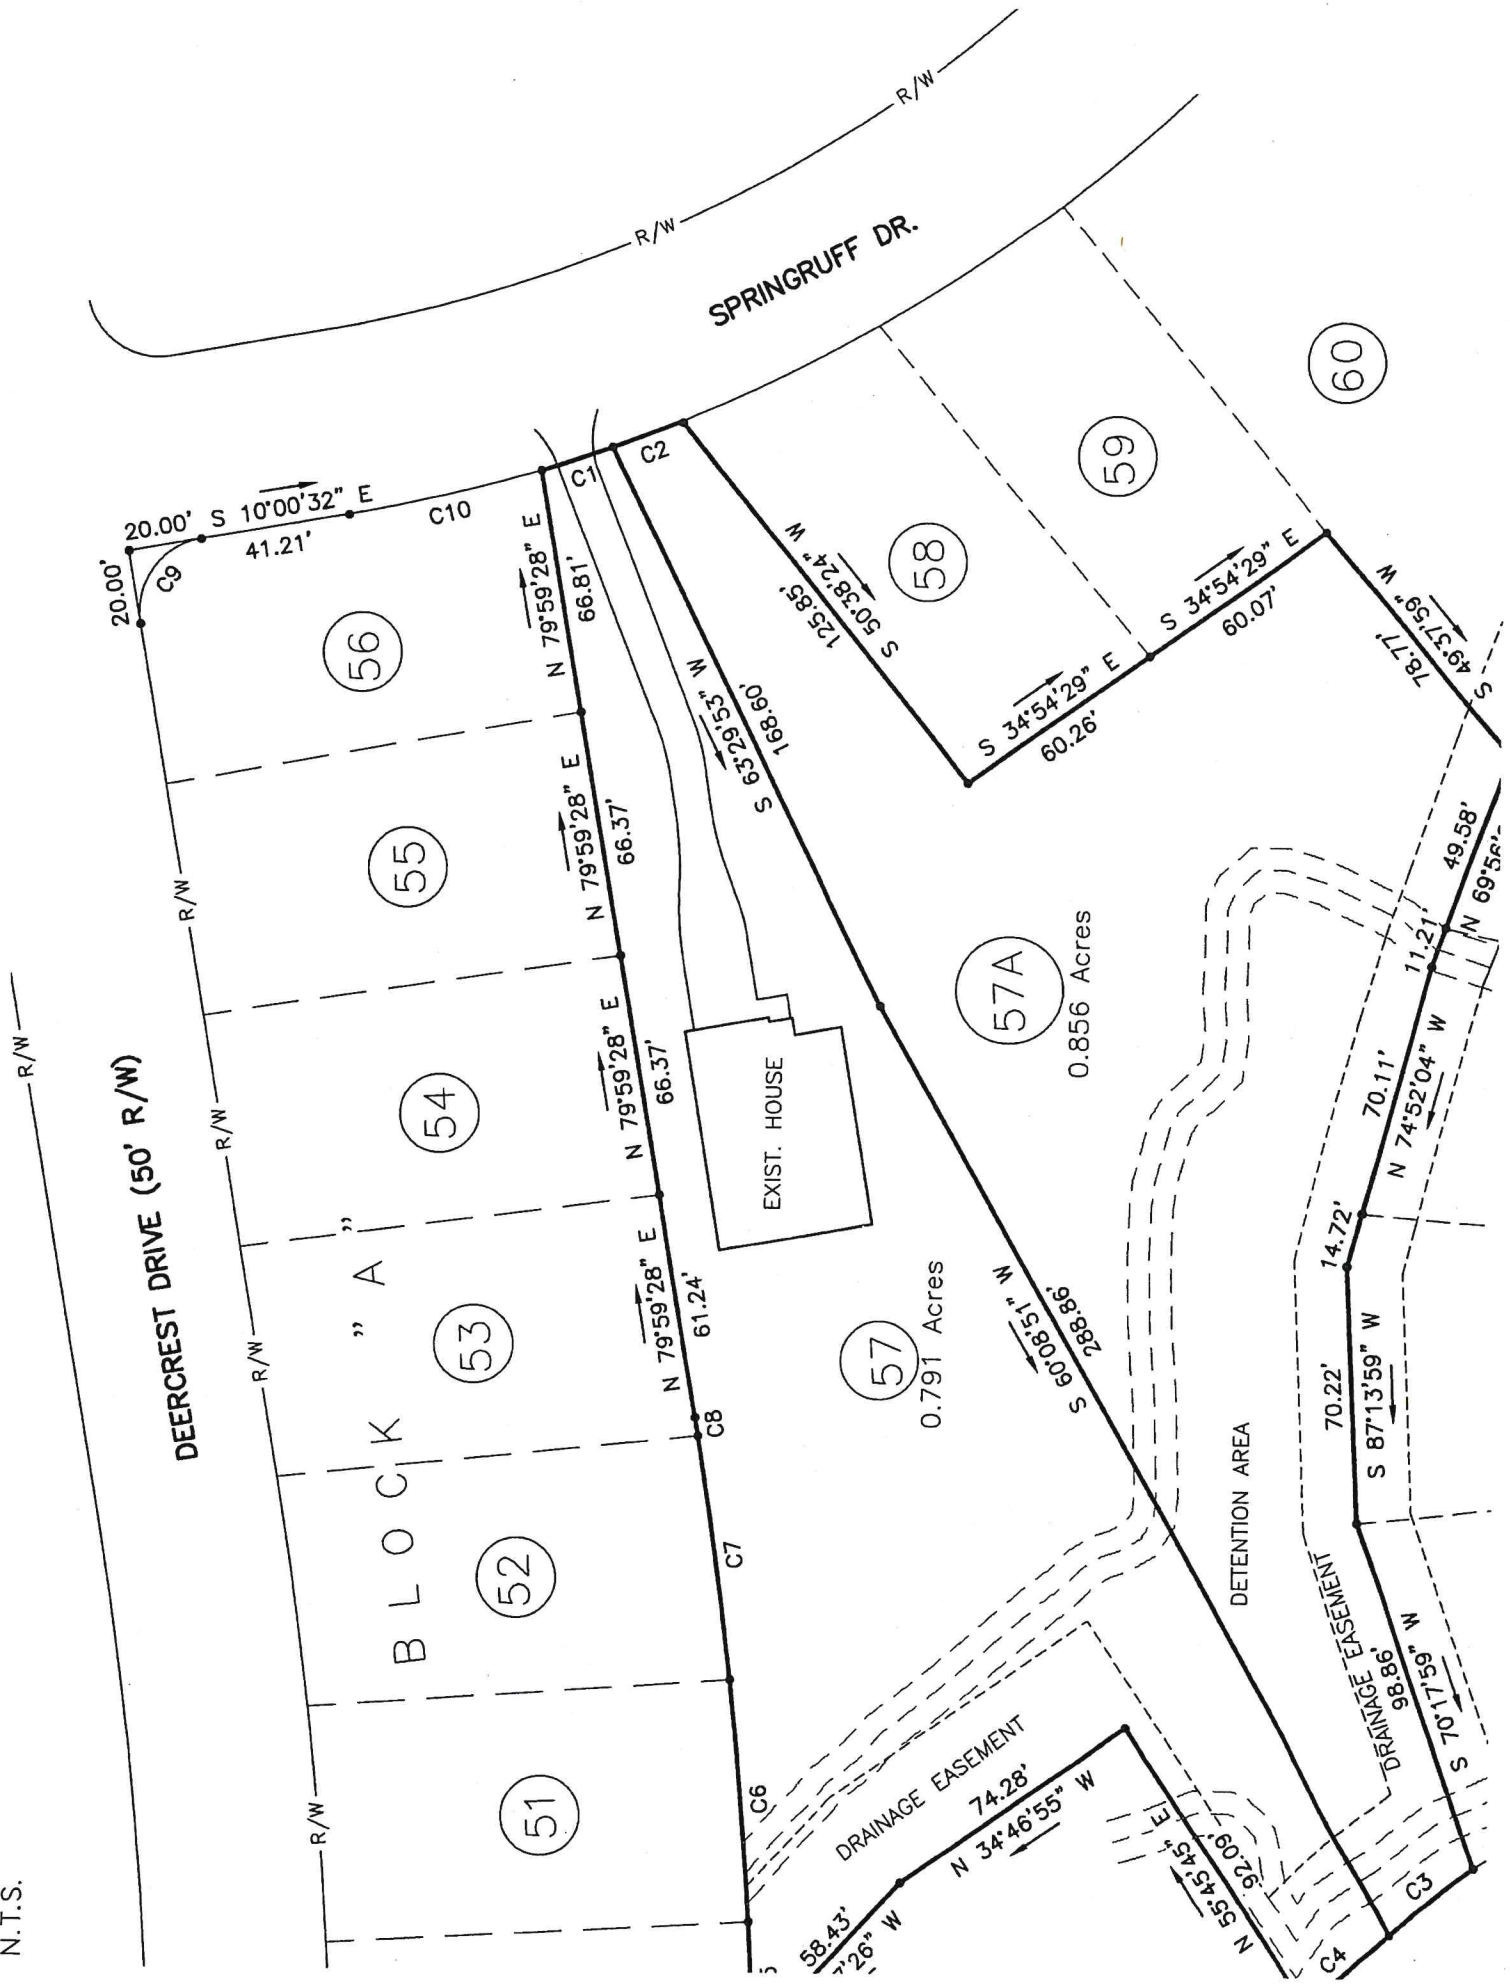 N.T.S.
R/W
DEERCREST DRIVE (50' R/W)
R/W
R/W
R/W
R/W
20.00'
20.00'
C9
S 10°00'32" E
41.21'
C10
R/W
R/W
SPRINGRUFF DR.
BLOCK "A"
51
52
53
54
55
56
C6
C7
C8
N 79°59'28" E
61.24'
N 79°59'28" E
66.37'
N 79°59'28" E
66.37'
N 79°59'28" E
66.81'
C1
C2
EXIST. HOUSE
S 63°29'53" W
168.60'
S 50°38'24" W
125.85'
58
59
60
S 34°54'29" E
60.26'
S 34°54'29" E
60.07'
S 49°37'59" W
78.77'
57
0.791 Acres
57A
0.856 Acres
S 60°08'51" W
288.86'
DETENTION AREA
DRAINAGE EASEMENT
58.43'
7'26" W
N 34°46'55" W
74.28'
N 55°45'45" E
92.09'
C4
C3
DRAINAGE EASEMENT
98.86'
S 70°17'59" W
70.22'
S 87°13'59" W
14.72'
70.11'
N 74°52'04" W
11.21'
49.58'
N 69°56'